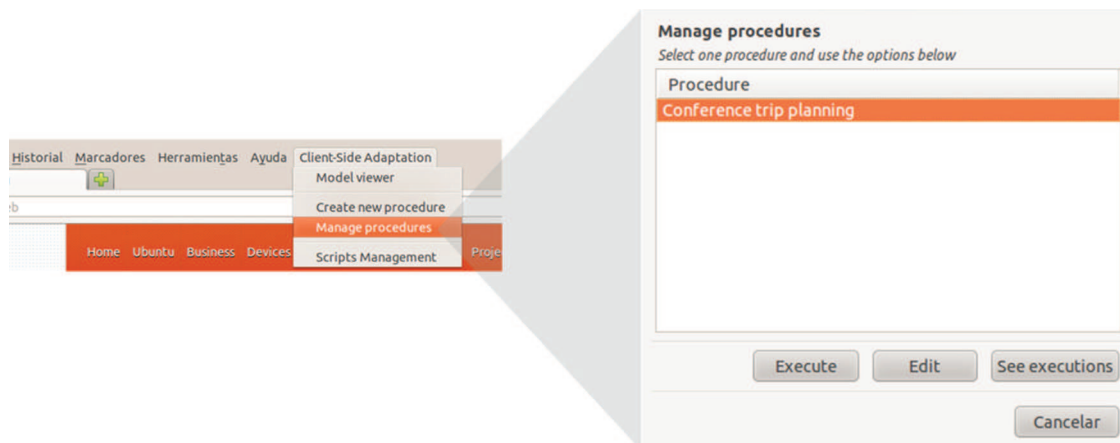 Historial Marcadores Herramientas Ayuda Client-Side Adaptation
Model viewer
Create new procedure
Manage procedures
Scripts Management
Home Ubuntu Business Devices
Manage procedures
Select one procedure and use the options below
Procedure
Conference trip planning
Execute Edit See executions
Cancelar